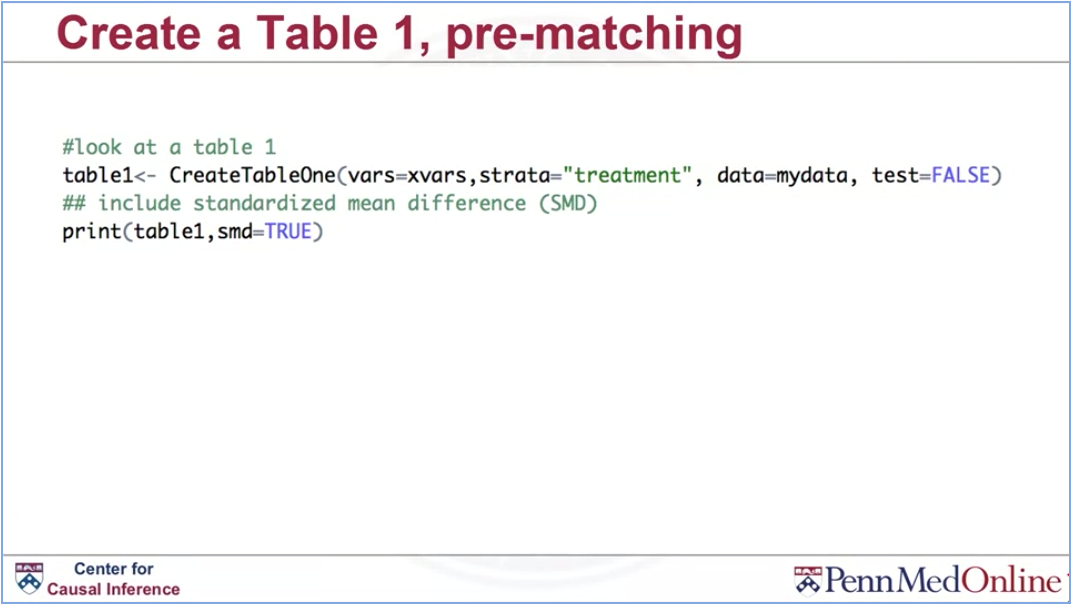 Create a Table 1, pre-matching
#look at a table 1
table1<- CreateTableOne(vars=xvars,strata="treatment", data=mydata, test=FALSE)
## include standardized mean difference (SMD)
print(table1,smd=TRUE)
Center for
Causal Inference
PennMedOnline